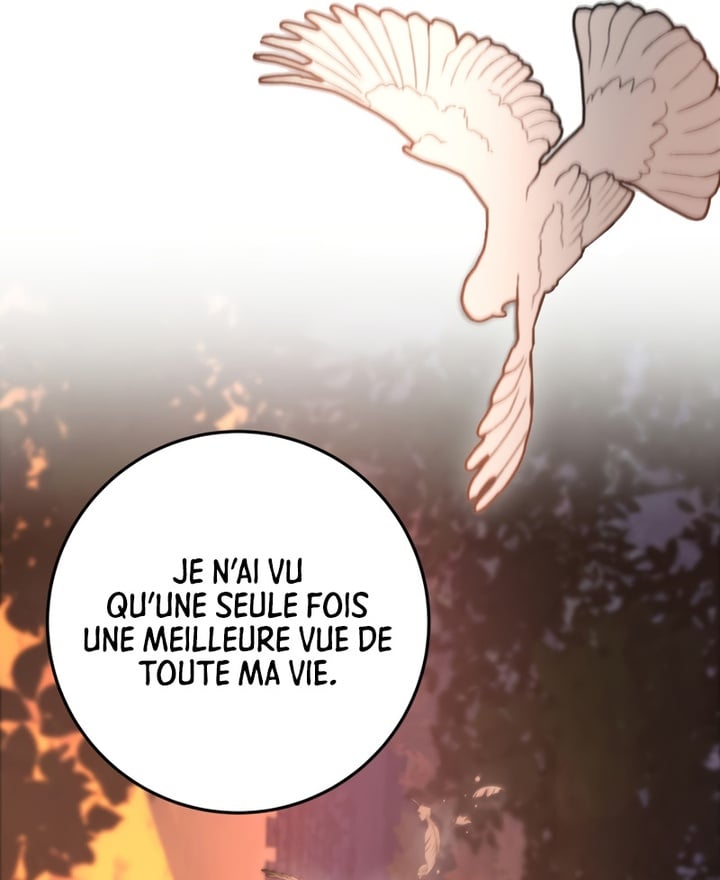 JE N'AI VU
QU'UNE SEULE FOIS
UNE MEILLEURE VUE DE
TOUTE MA VIE.